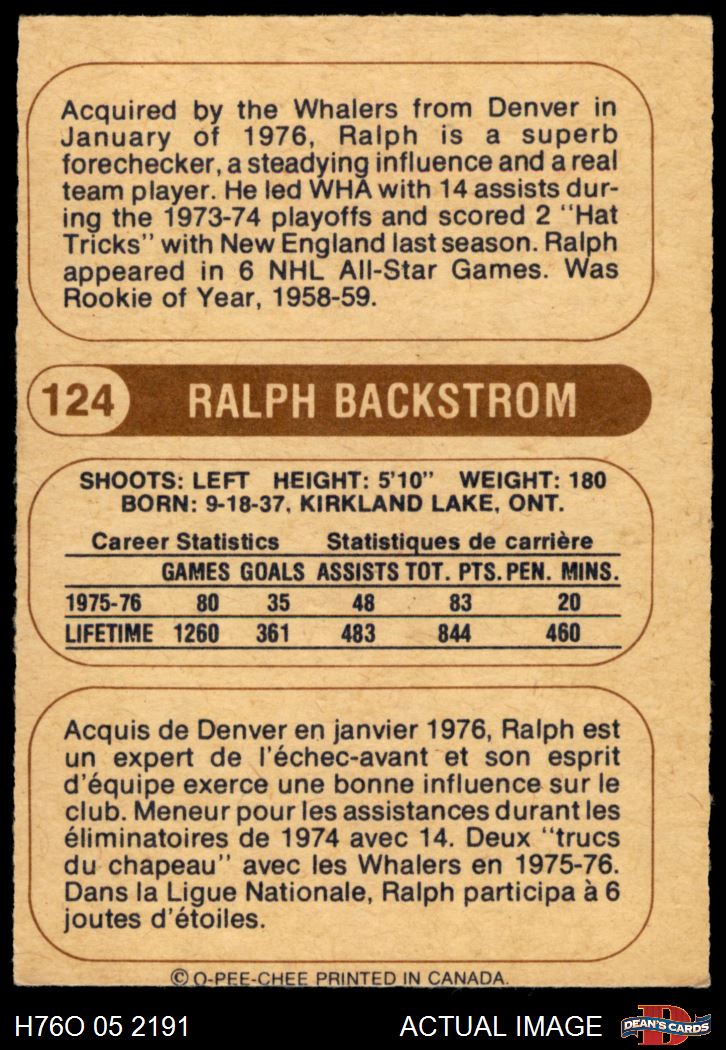 Acquired by the Whalers from Denver in
January of 1976, Ralph is a superb
forechecker, a steadying influence and a real
team player. He led WHA with 14 assists dur-
ing the 1973-74 playoffs and scored 2 "Hat
Tricks" with New England last season. Ralph
appeared in 6 NHL All-Star Games. Was
Rookie of Year, 1958-59.
124 RALPH BACKSTROM
SHOOTS: LEFT HEIGHT: 5'10" WEIGHT: 180
BORN: 9-18-37, KIRKLAND LAKE, ONT.
Career Statistics Statistiques de carrière
GAMES GOALS ASSISTS TOT. PTS. PEN. MINS.
1975-76 80 35 48 83 20
LIFETIME 1260 361 483 844 460
Acquis de Denver en janvier 1976, Ralph est
un expert de l'échec-avant et son esprit
d'équipe exerce une bonne influence sur le
club. Meneur pour les assistances durant les
éliminatoires de 1974 avec 14. Deux "trucs
du chapeau" avec les Whalers en 1975-76.
Dans la Ligue Nationale, Ralph participa à 6
joutes d'étoiles.
© O-PEE-CHEE PRINTED IN CANADA.
H76O 05 2191 ACTUAL IMAGE D DEAN'S CARDS